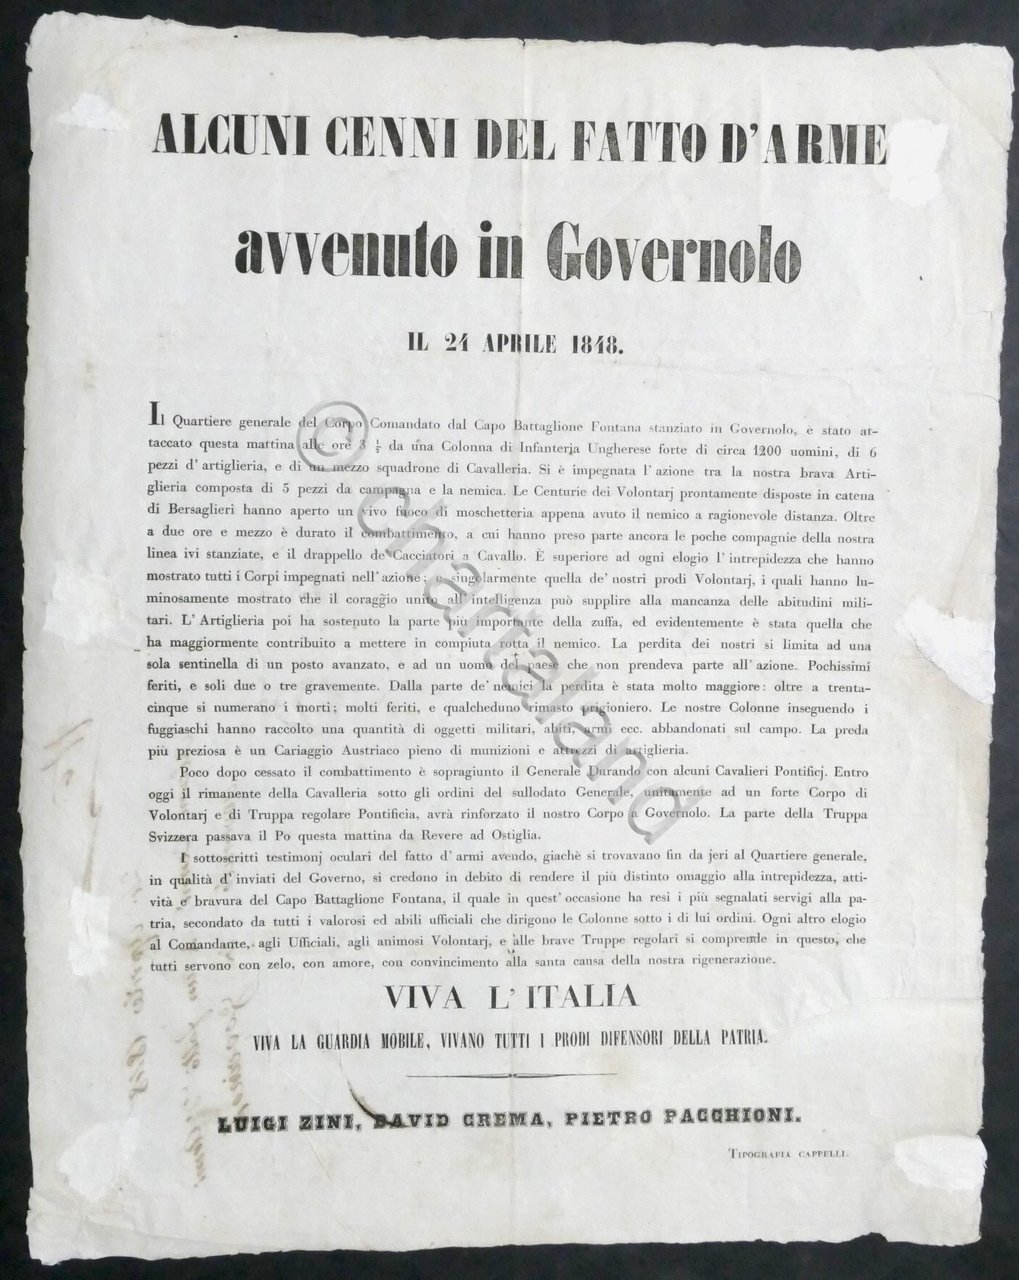 ALCUNI CENNI DEL FATTO D'ARME
avvenuto in Governolo
IL 24 APRILE 1848.
Il Quartiere generale del Corpo Comandato dal Capo Battaglione Fontana stanziato in Governolo, è stato at-
taccato questa mattina alle ore 3 ½ da una Colonna di Infanteria Ungherese forte di circa 1200 uomini, di 6
pezzi d'artiglieria, e di un mezzo squadrone di Cavalleria. Si è impegnata l'azione tra la nostra brava Arti-
glieria composta di 5 pezzi da campagna e la nemica. Le Centurie dei Volontarj prontamente disposte in catena
di Bersaglieri hanno aperto un vivo fuoco di moschetteria appena avuto il nemico a ragionevole distanza. Oltre
a due ore e mezzo è durato il combattimento, a cui hanno preso parte ancora le poche compagnie della nostra
linea ivi stanziate, e il drappello de' Cacciatori a Cavallo. È superiore ad ogni elogio l'intrepidezza che hanno
mostrato tutti i Corpi impegnati nell'azione; e singolarmente quella de' nostri prodi Volontarj, i quali hanno lu-
minosamente mostrato che il coraggio unito all'intelligenza può supplire alla mancanza delle abitudini mili-
tari. L'Artiglieria poi ha sostenuto la parte più importante della zuffa, ed evidentemente è stata quella che
ha maggiormente contribuito a mettere in compiuta rotta il nemico. La perdita dei nostri si limita ad una
sola sentinella di un posto avanzato, e ad un uomo del paese che non prendeva parte all'azione. Pochissimi
feriti, e soli due o tre gravemente. Dalla parte de' nemici la perdita è stata molto maggiore: oltre a trenta-
cinque si numerano i morti; molti feriti, e qualcheduno rimasto prigioniero. Le nostre Colonne inseguendo i
fuggiaschi hanno raccolto una quantità di oggetti militari, abiti, armi ecc. abbandonati sul campo. La preda
più preziosa è un Cariaggio Austriaco pieno di munizioni e attrezzi di artiglieria.
Poco dopo cessato il combattimento è sopragiunto il Generale Durando con alcuni Cavalieri Pontificj. Entro
oggi il rimanente della Cavalleria sotto gli ordini del sullodato Generale, unitamente ad un forte Corpo di
Volontarj e di Truppa regolare Pontificia, avrà rinforzato il nostro Corpo a Governolo. La parte della Truppa
Svizzera passava il Po questa mattina da Revere ad Ostiglia.
I sottoscritti testimonj oculari del fatto d'armi avendo, giachè si trovavano fin da jeri al Quartiere generale,
in qualità d'inviati del Governo, si credono in debito di rendere il più distinto omaggio alla intrepidezza, atti-
vità e bravura del Capo Battaglione Fontana, il quale in quest'occasione ha resi i più segnalati servigi alla pa-
tria, secondato da tutti i valorosi ed abili ufficiali che dirigono le Colonne sotto i di lui ordini. Ogni altro elogio
al Comandante, agli Ufficiali, agli animosi Volontarj, e alle brave Truppe regolari si comprende in questo, che
tutti servono con zelo, con amore, con convincimento alla santa causa della nostra rigenerazione.
VIVA L'ITALIA
VIVA LA GUARDIA MOBILE, VIVANO TUTTI I PRODI DIFENSORI DELLA PATRIA.
LUIGI ZINI, DAVID CREMA, PIETRO PACCHIONI.
TIPOGRAFIA CAPPELLI.
© chartaland